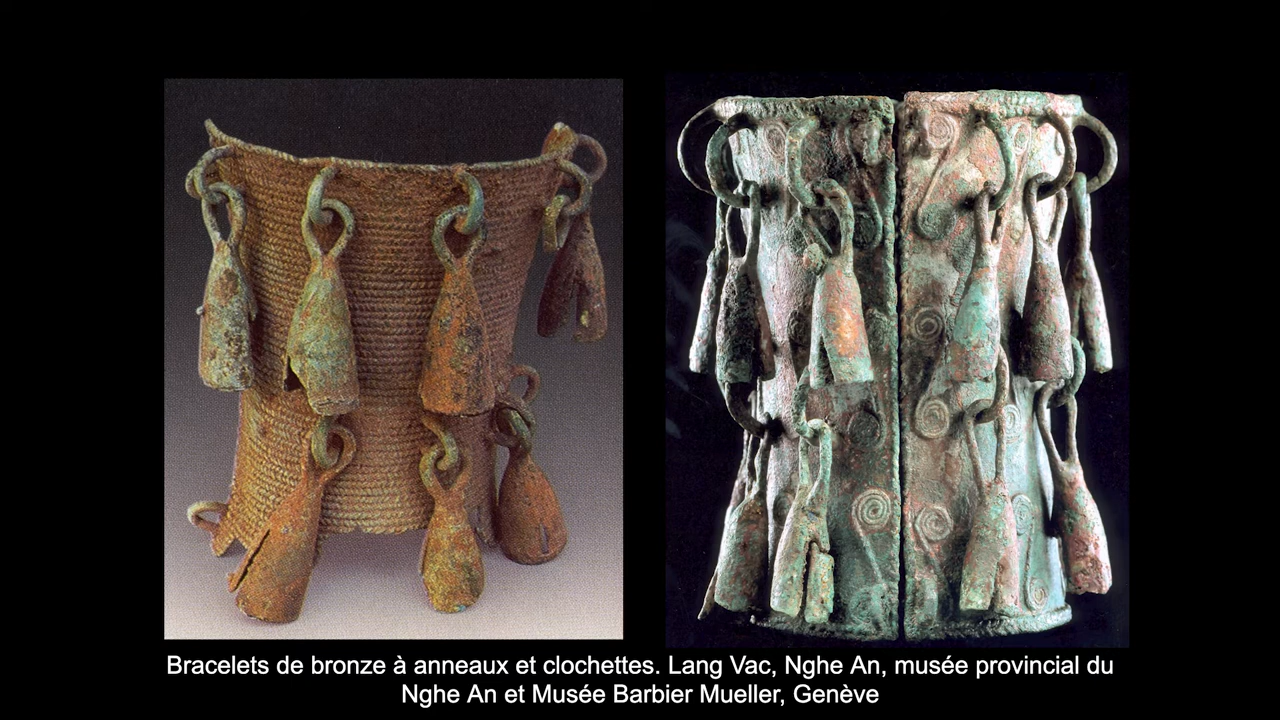 Bracelets de bronze à anneaux et clochettes. Lang Vac, Nghe An, musée provincial du
Nghe An et Musée Barbier Mueller, Genève